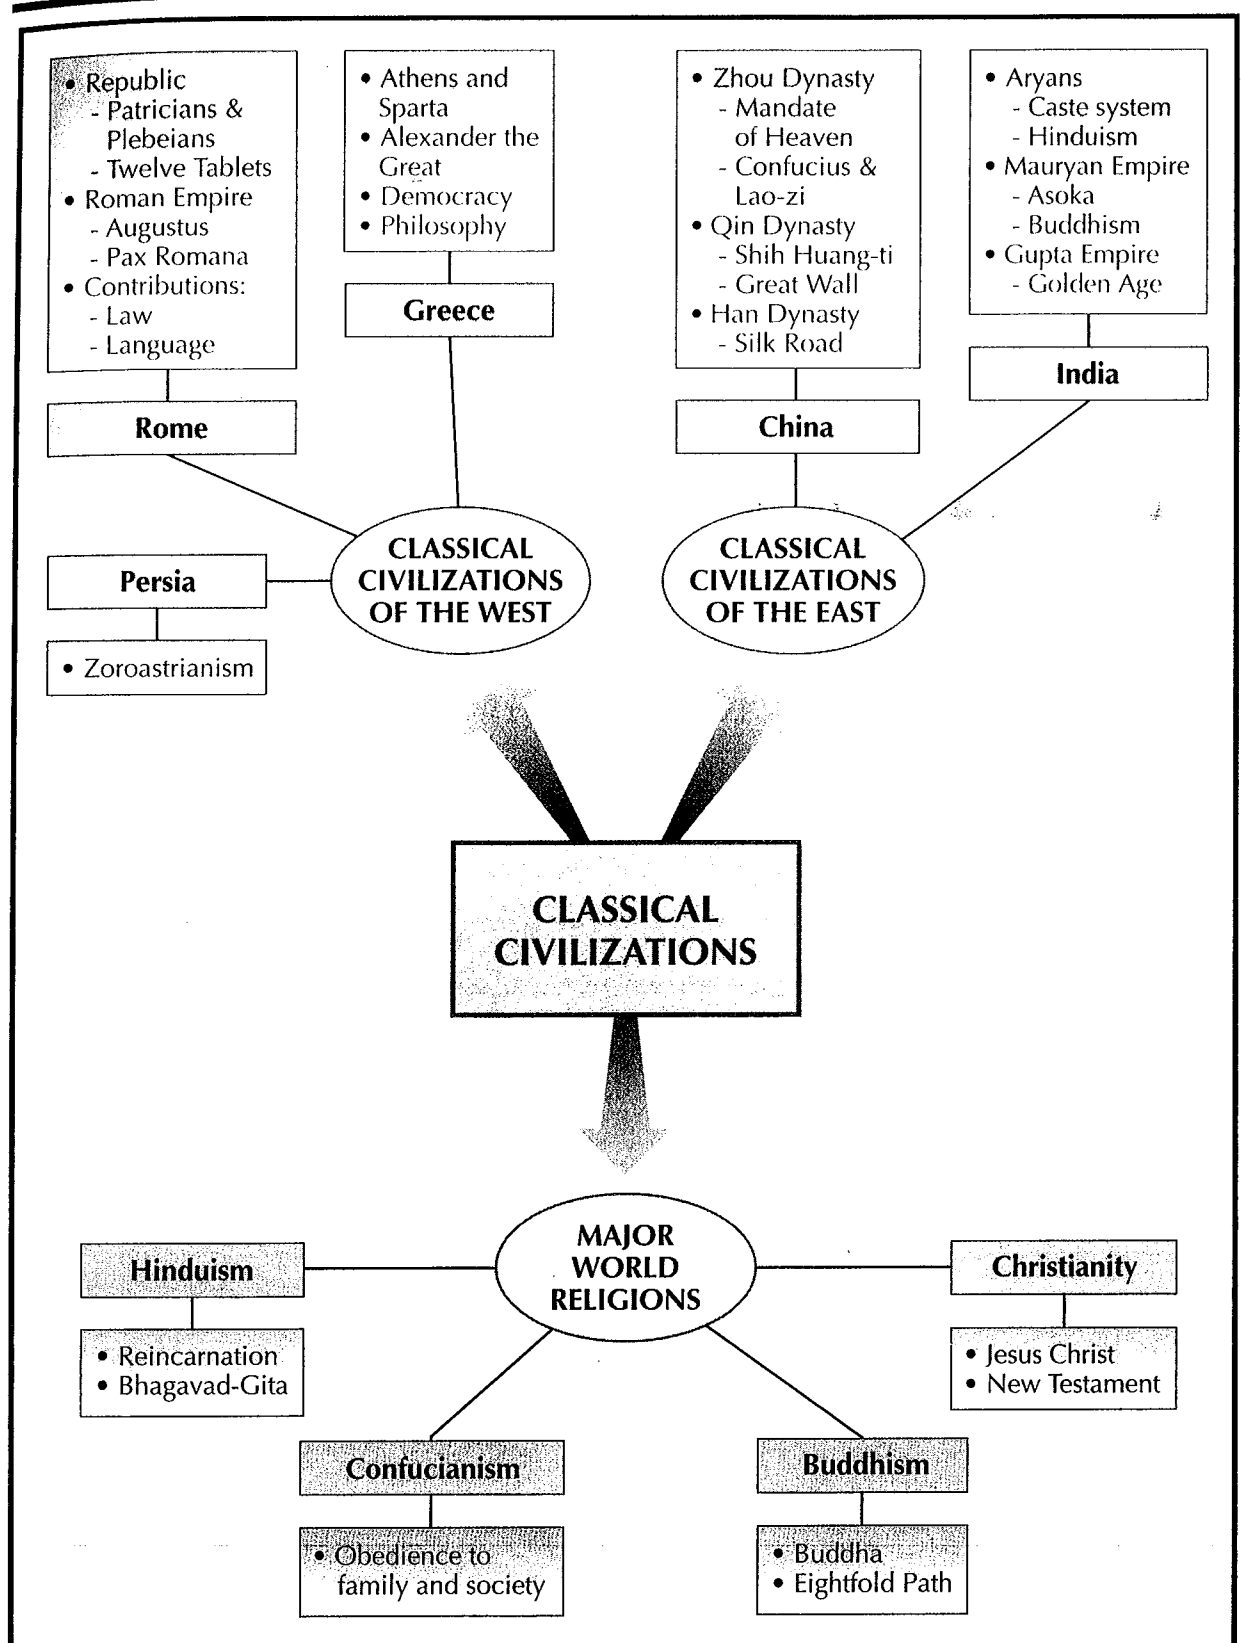 • Republic
- Patricians &
Plebeians
- Twelve Tablets
• Roman Empire
- Augustus
- Pax Romana
• Contributions:
- Law
- Language
Rome
• Athens and
Sparta
• Alexander the
Great
• Democracy
• Philosophy
Greece
• Zhou Dynasty
- Mandate
of Heaven
- Confucius &
Lao-zi
• Qin Dynasty
- Shih Huang-ti
- Great Wall
• Han Dynasty
- Silk Road
China
• Aryans
- Caste system
- Hinduism
• Mauryan Empire
- Asoka
- Buddhism
• Gupta Empire
- Golden Age
India
Persia
• Zoroastrianism
CLASSICAL
CIVILIZATIONS
OF THE WEST
CLASSICAL
CIVILIZATIONS
OF THE EAST
CLASSICAL
CIVILIZATIONS
MAJOR
WORLD
RELIGIONS
Hinduism
• Reincarnation
• Bhagavad-Gita
Christianity
• Jesus Christ
• New Testament
Confucianism
• Obedience to
family and society
Buddhism
• Buddha
• Eightfold Path